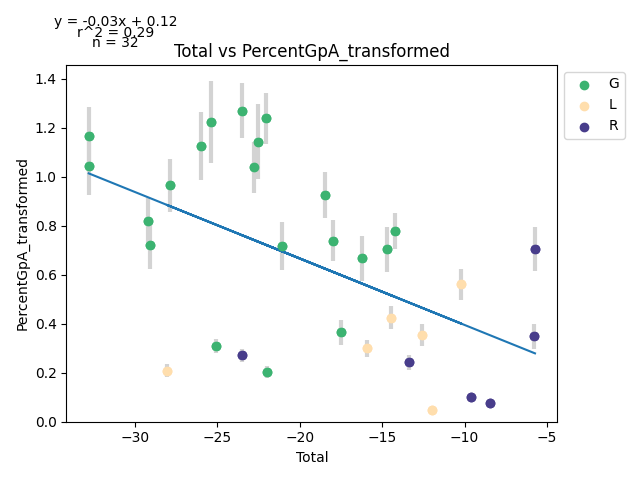 y = -0.03x + 0.12
r^2 = 0.29
n = 32
Total vs PercentGpA_transformed
1.4
1.2
1.0
0.8
0.6
0.4
0.2
0.0
PercentGpA_transformed
−30
−25
−20
−15
−10
−5
Total
G
L
R